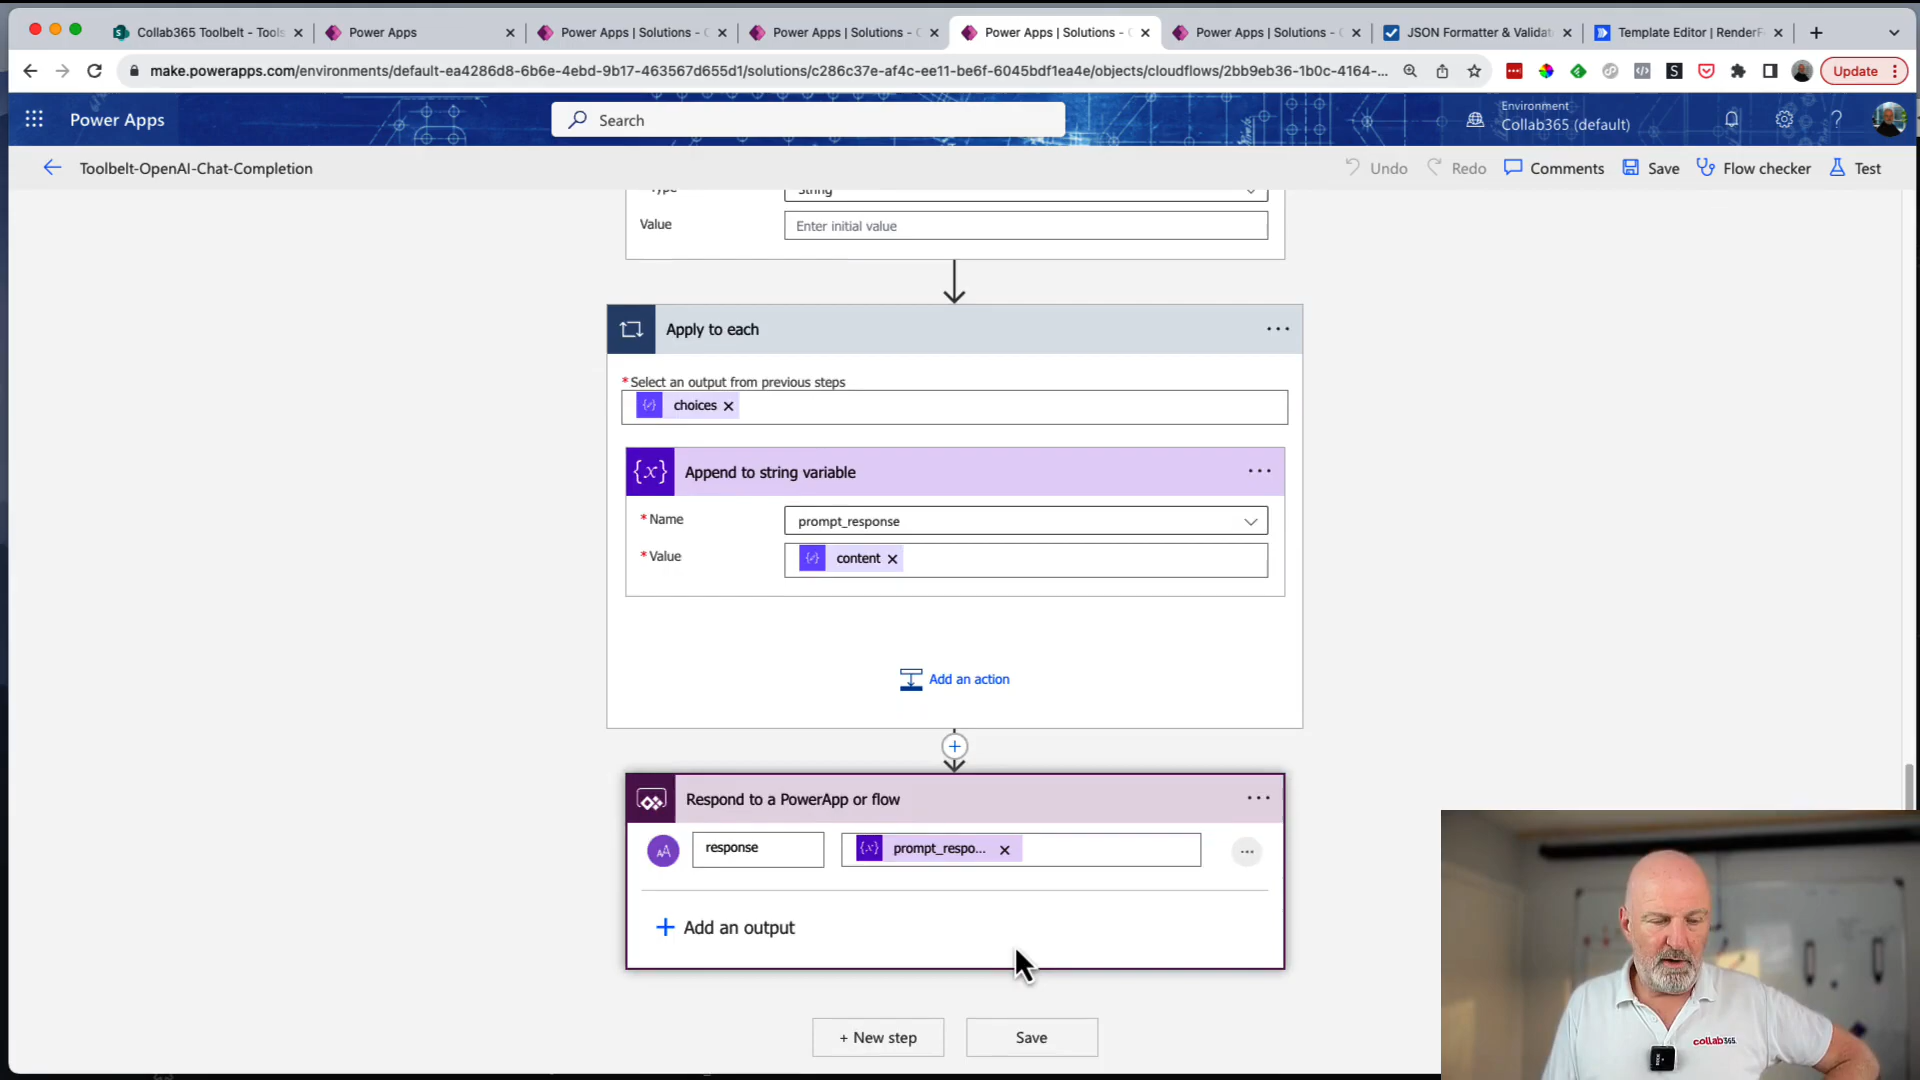 Collab365 Toolbelt - Tools
Power Apps
Power Apps | Solutions -
Power Apps | Solutions -
Power Apps | Solutions -
Power Apps | Solutions -
JSON Formatter & Validat
Template Editor | RenderF
make.powerapps.com/environments/default-ea4286d8-6b6e-4ebd-9b17-463567d655d1/solutions/c286c37e-af4c-ee11-be6f-6045bdf1ea4e/objects/cloudflows/2bb9eb36-1b0c-4164-...
Update
Power Apps
Search
Environment
Collab365 (default)
Toolbelt-OpenAI-Chat-Completion
Undo
Redo
Comments
Save
Flow checker
Test
Type
String
Value
Enter initial value
Apply to each
* Select an output from previous steps
choices
{x} Append to string variable
* Name
prompt_response
* Value
content
Add an action
Respond to a PowerApp or flow
response
{x} prompt_respo...
+ Add an output
+ New step
Save
collab365